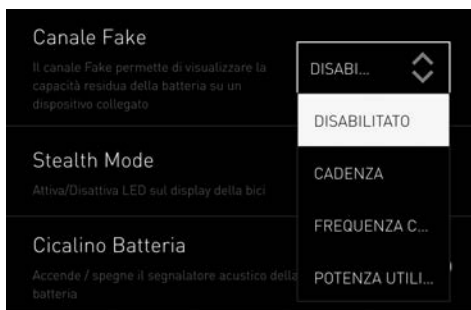 Canale Fake
Il canale Fake permette di visualizzare la
capacità residua della batteria su un
dispositivo collegato
DISABI...
DISABILITATO
Stealth Mode
Attiva/Disattiva LED sul display della bici
CADENZA
FREQUENZA C...
Cicalino Batteria
Accende / spegne il segnalatore acustico della
batteria
POTENZA UTILI...